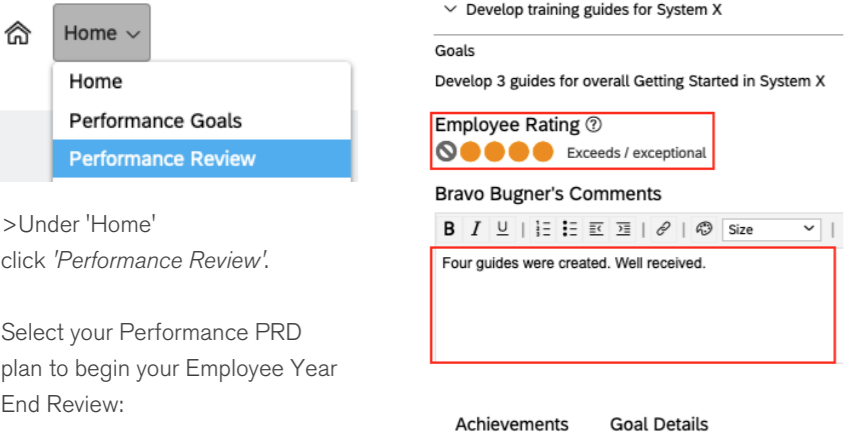 Home
Home
Performance Goals
Performance Review
>Under 'Home'
click 'Performance Review'.
Select your Performance PRD
plan to begin your Employee Year
End Review:
Develop training guides for System X
Goals
Develop 3 guides for overall Getting Started in System X
Employee Rating ?
Exceeds / exceptional
Bravo Bugner's Comments
B I U Size
Four guides were created. Well received.
Achievements Goal Details